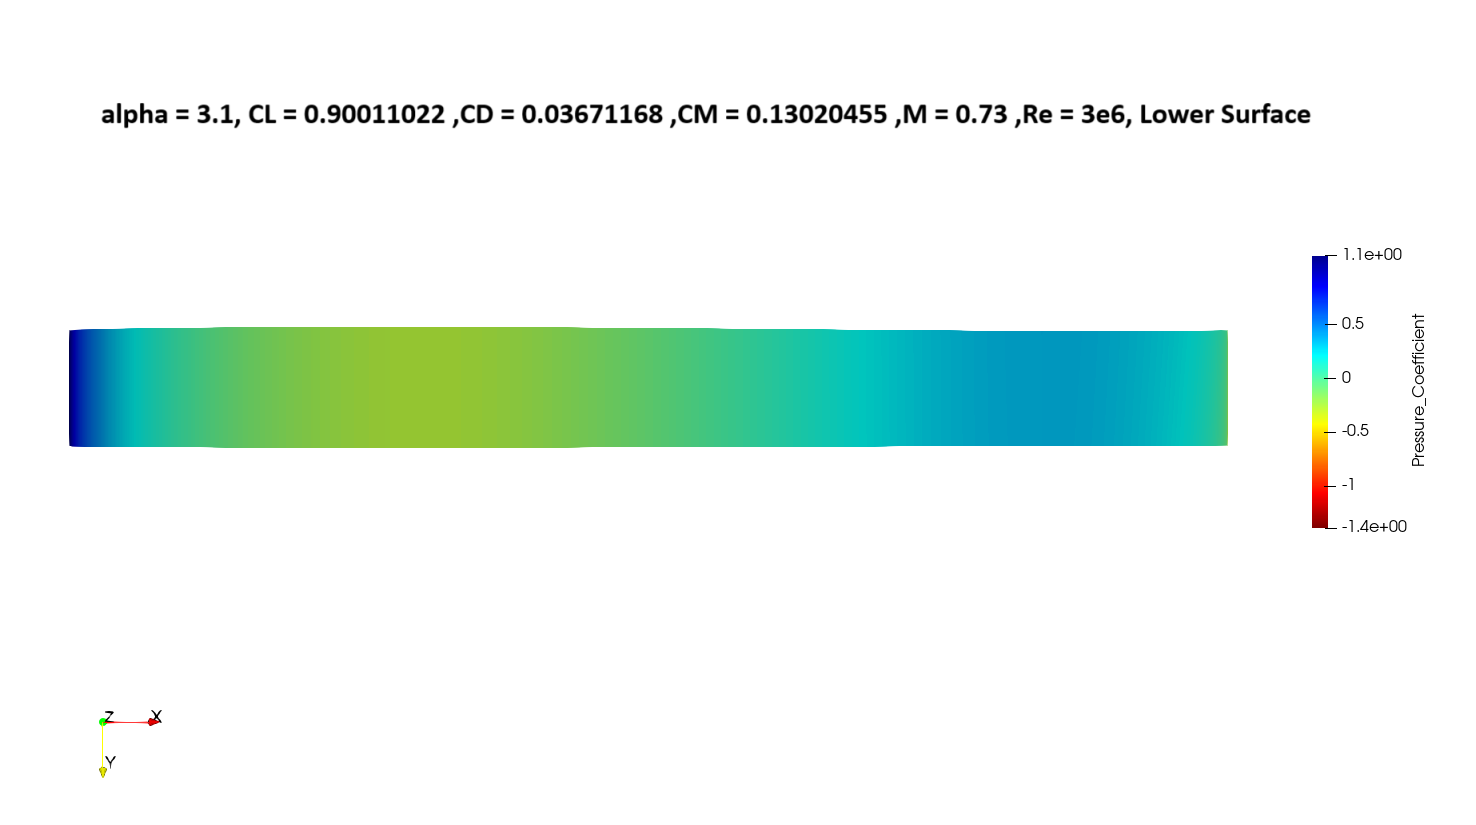 alpha = 3.1, CL = 0.90011022 ,CD = 0.03671168 ,CM = 0.13020455 ,M = 0.73 ,Re = 3e6, Lower Surface
1.1e+00
0.5
0
-0.5
-1
-1.4e+00
Pressure_Coefficient
Z
X
Y